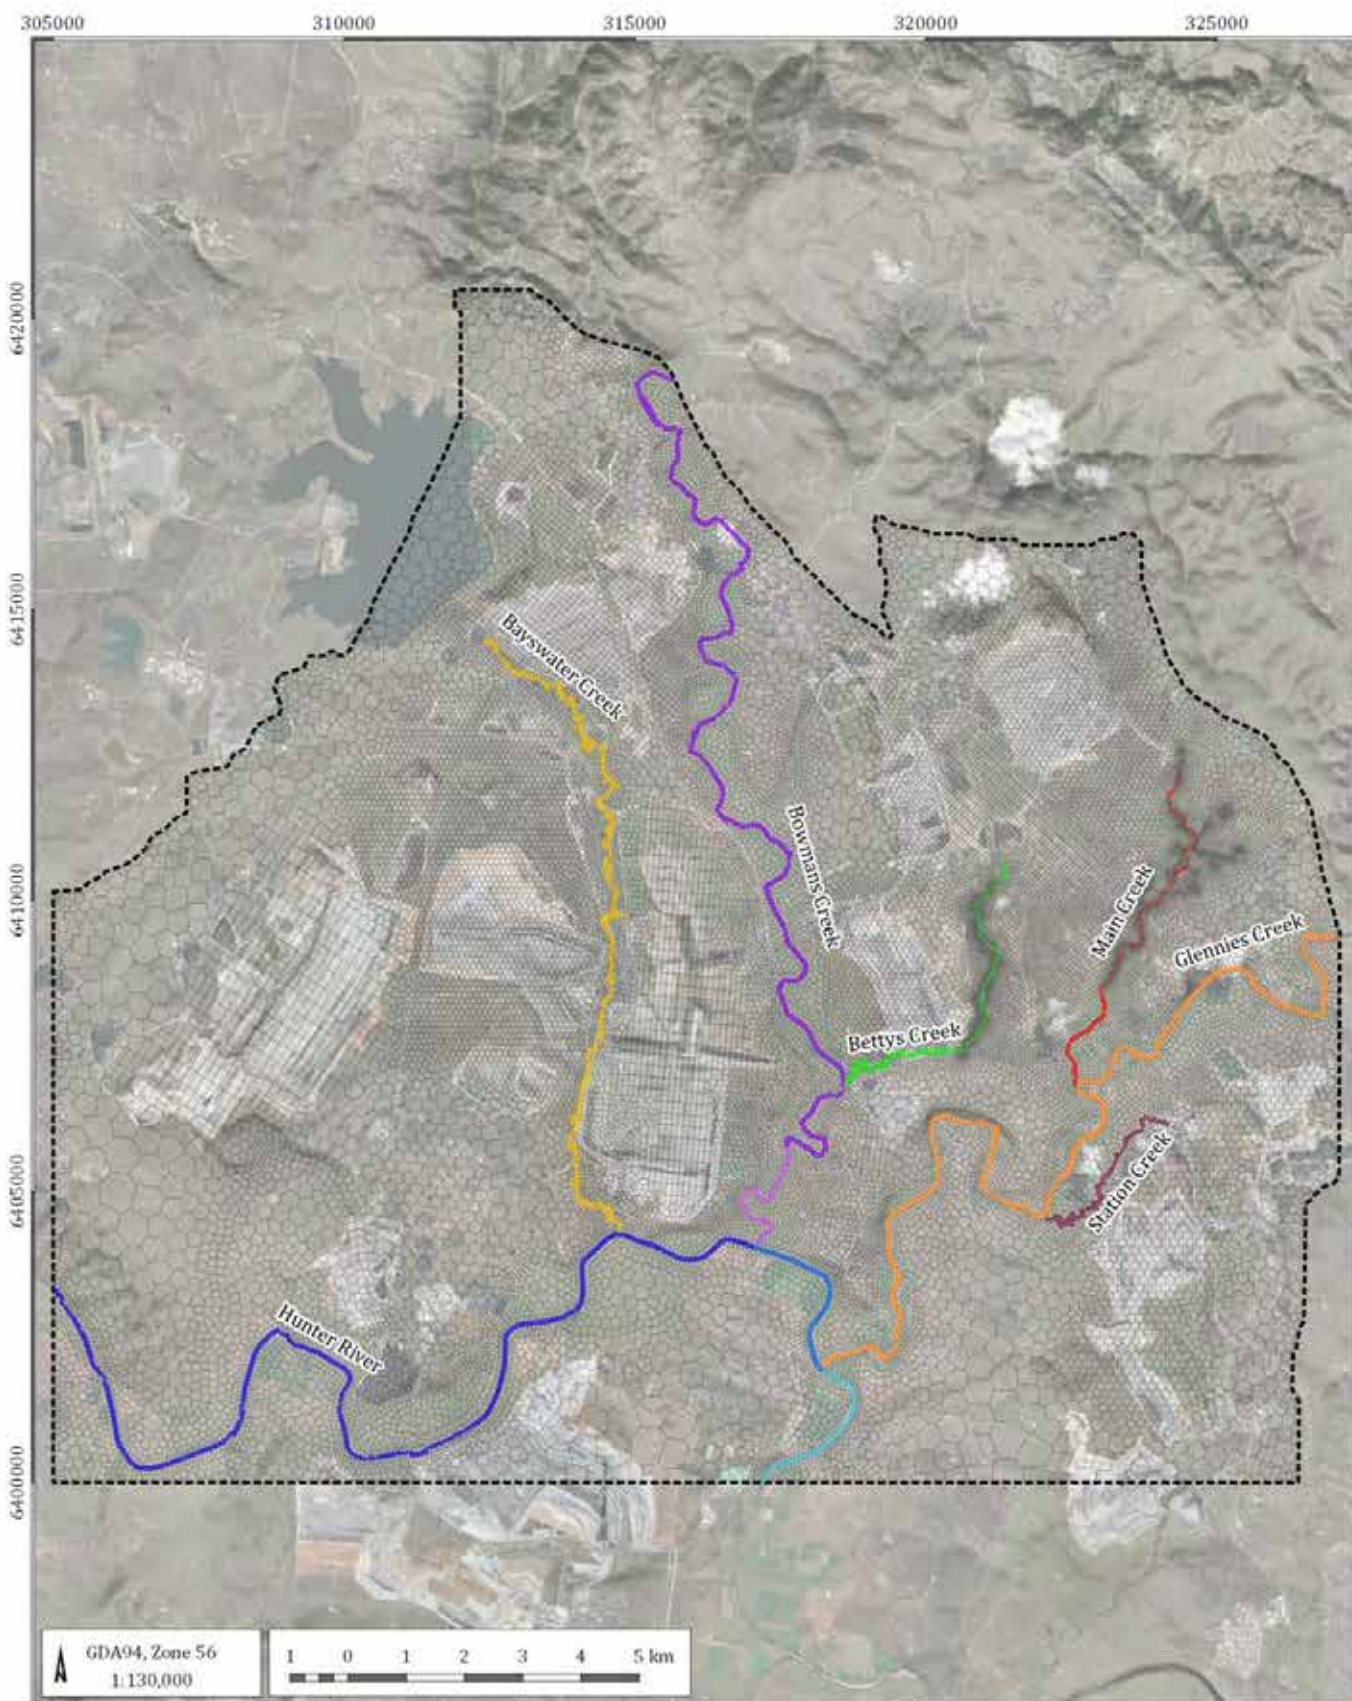 305000 310000 315000 320000 325000
6420000
6415000
6410000
6405000
6400000
Bayswater Creek
Bowmans Creek
Main Creek
Glennies Creek
Bettys Creek
Station Creek
Hunter River
GDA94, Zone 56
1:130,000
1 0 1 2 3 4 5 km